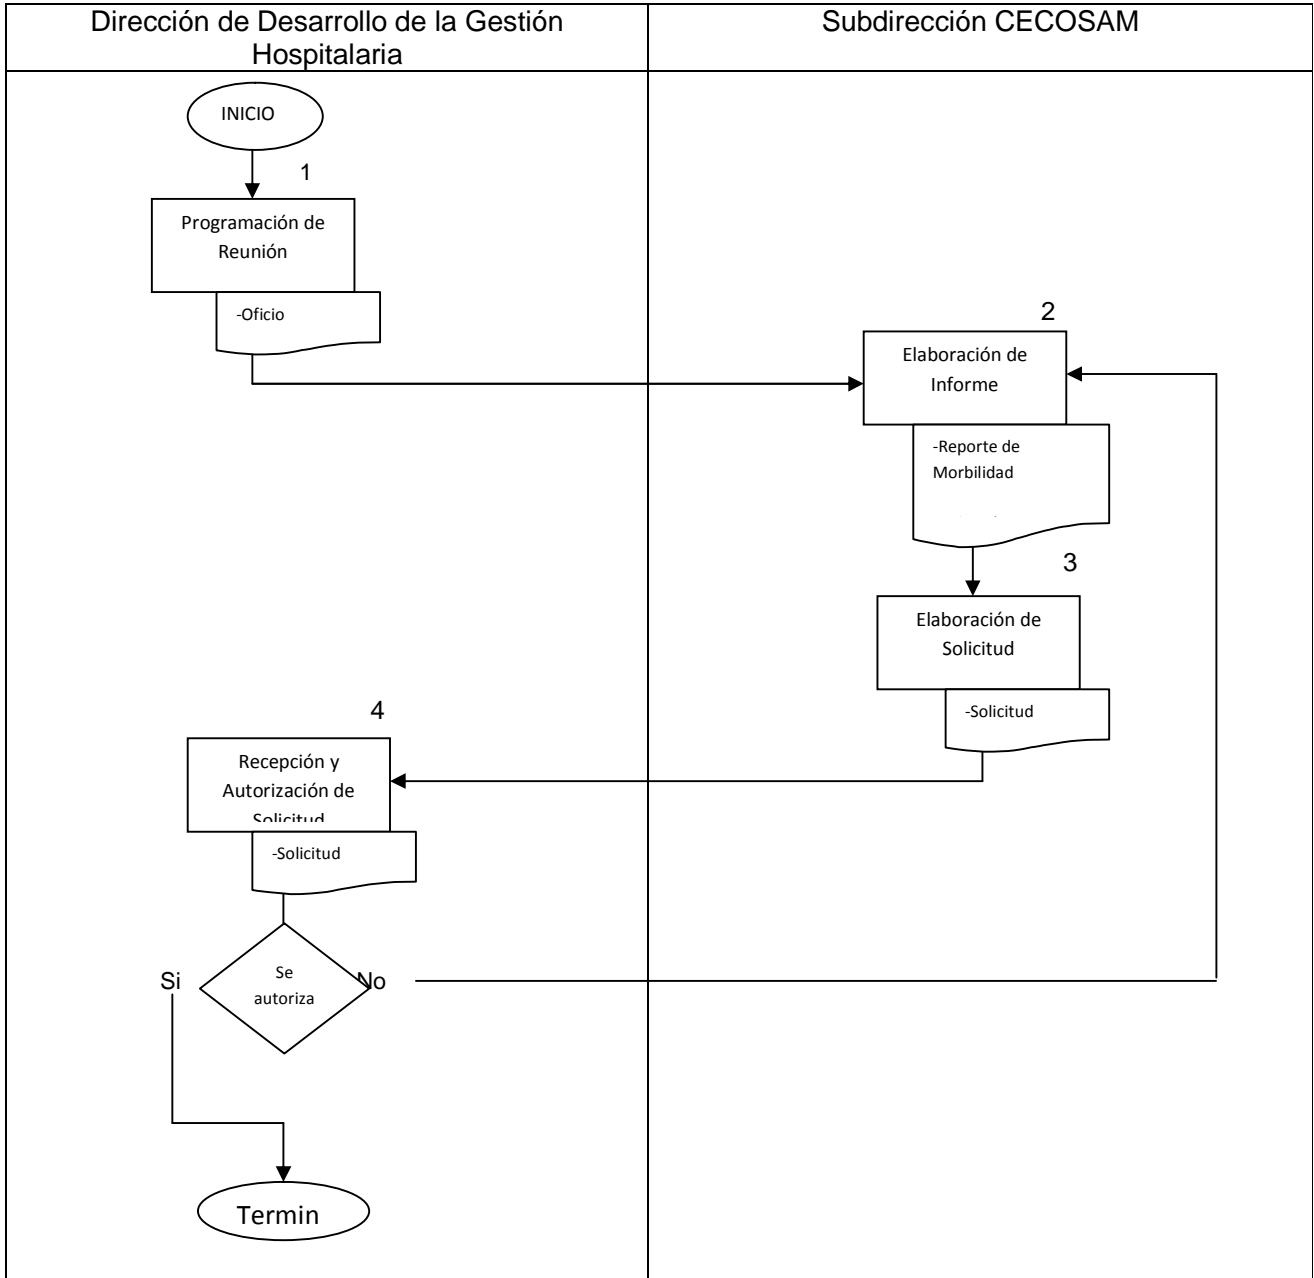 Dirección de Desarrollo de la Gestión
Hospitalaria
Subdirección CECOSAM
INICIO
1
Programación de
Reunión
-Oficio
2
Elaboración de
Informe
-Reporte de
Morbilidad
3
Elaboración de
Solicitud
-Solicitud
4
Recepción y
Autorización de
Solicitud
-Solicitud
Si
Se
autoriza
No
Termin